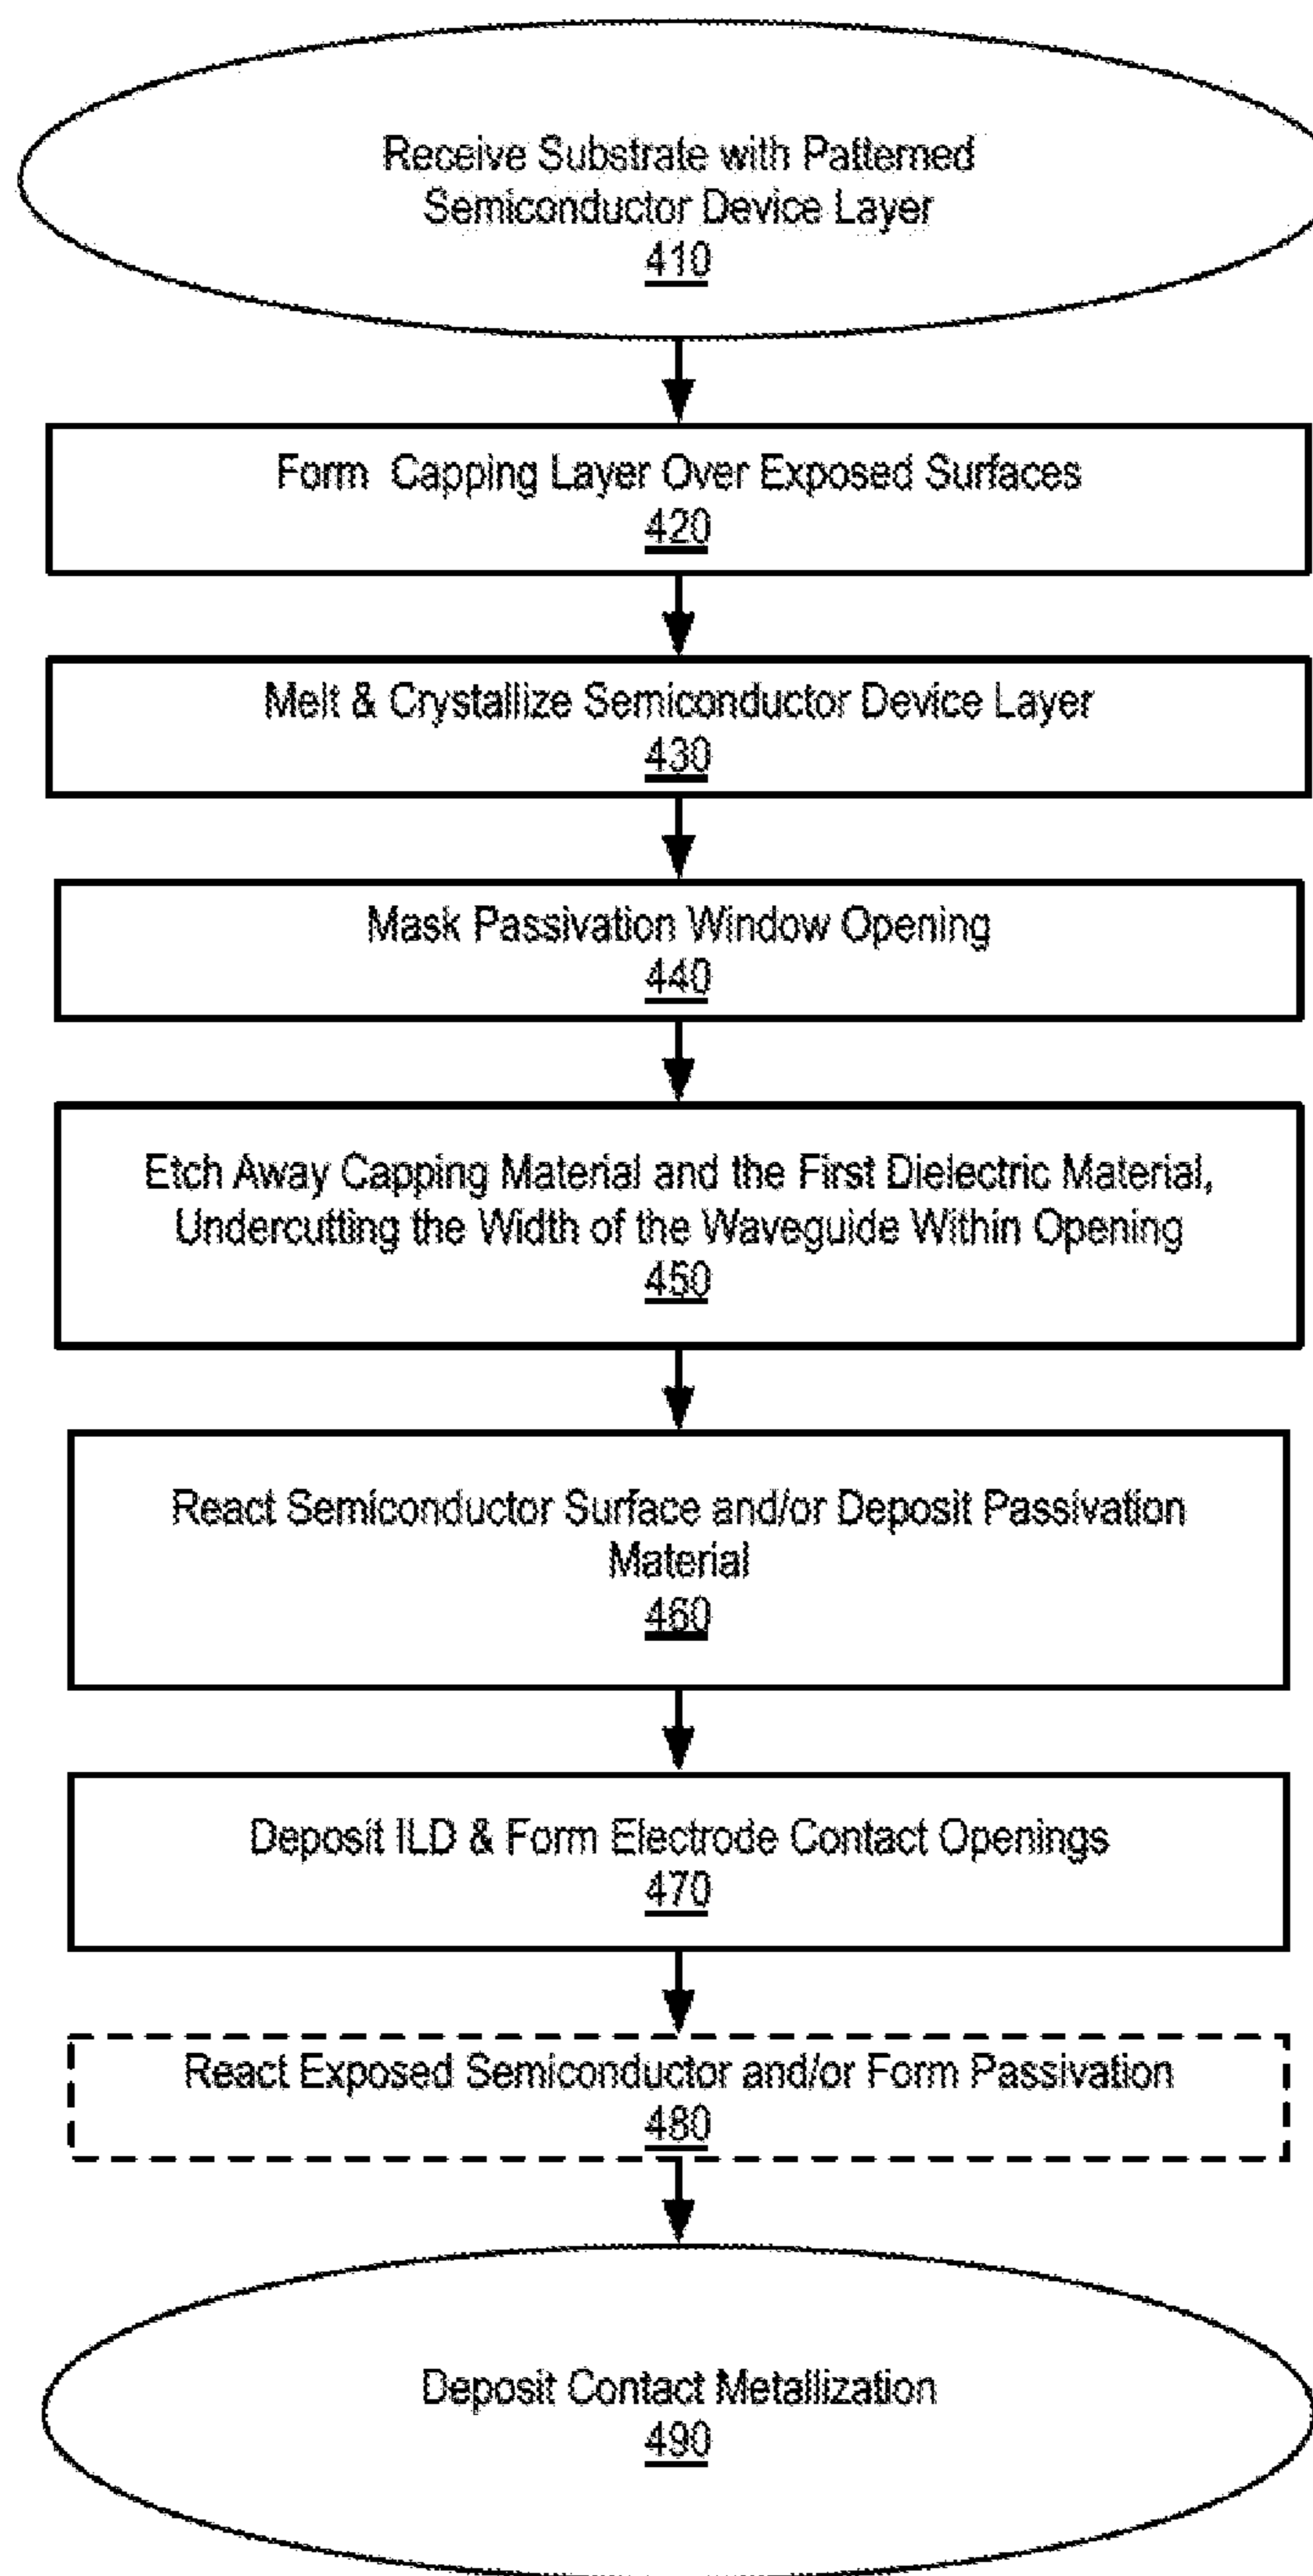 Receive Substrate with Patterned
Semiconductor Device Layer
410
Form Capping Layer Over Exposed Surfaces
420
Melt & Crystallize Semiconductor Device Layer
430
Mask Passivation Window Opening
440
Etch Away Capping Material and the First Dielectric Material,
Undercutting the Width of the Waveguide Within Opening
450
React Semiconductor Surface and/or Deposit Passivation
Material
460
Deposit ILD & Form Electrode Contact Openings
470
React Exposed Semiconductor and/or Form Passivation
480
Deposit Contact Metallization
490